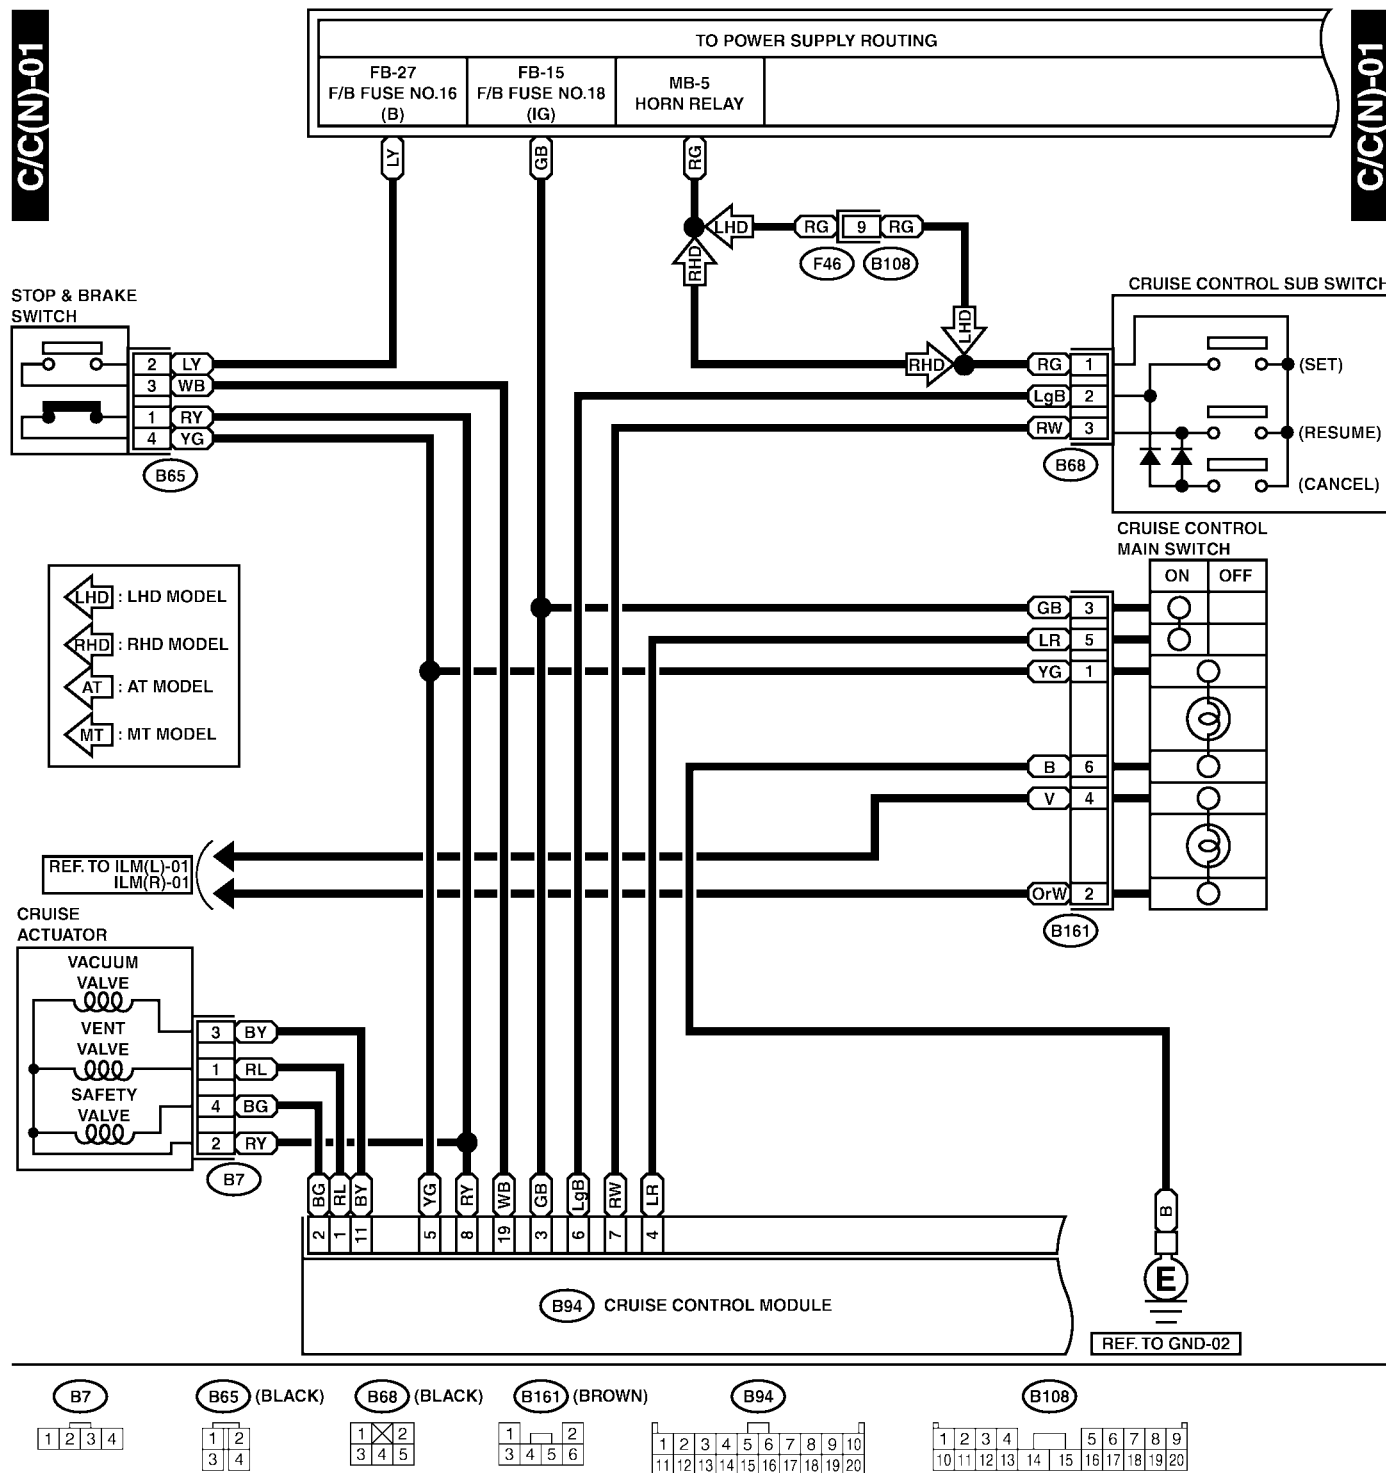 C/C(N)-01
C/C(N)-01
TO POWER SUPPLY ROUTING
FB-27
F/B FUSE NO.16
(B)
FB-15
F/B FUSE NO.18
(IG)
MB-5
HORN RELAY
LY
GB
RG
LHD
RG
9
RG
RHD
F46
B108
LHD
STOP & BRAKE
SWITCH
2 LY
3 WB
1 RY
4 YG
B65
CRUISE CONTROL SUB SWITCH
RHD
RG 1
LgB 2
RW 3
B68
(SET)
(RESUME)
(CANCEL)
LHD : LHD MODEL
RHD : RHD MODEL
AT : AT MODEL
MT : MT MODEL
CRUISE CONTROL
MAIN SWITCH
ON OFF
GB 3
LR 5
YG 1
B 6
V 4
OrW 2
B161
REF. TO ILM(L)-01
ILM(R)-01
CRUISE
ACTUATOR
VACUUM
VALVE
VENT
VALVE
SAFETY
VALVE
3 BY
1 RL
4 BG
2 RY
B7
BG RL BY YG RY WB GB LgB RW LR
2 1 11 5 8 19 3 6 7 4
B94 CRUISE CONTROL MODULE
B
E
REF. TO GND-02
B7
1 2 3 4
B65 (BLACK)
1 2
3 4
B68 (BLACK)
1 2
3 4 5
B161 (BROWN)
1 2
3 4 5 6
B94
1 2 3 4 5 6 7 8 9 10
11 12 13 14 15 16 17 18 19 20
B108
1 2 3 4 5 6 7 8 9
10 11 12 13 14 15 16 17 18 19 20